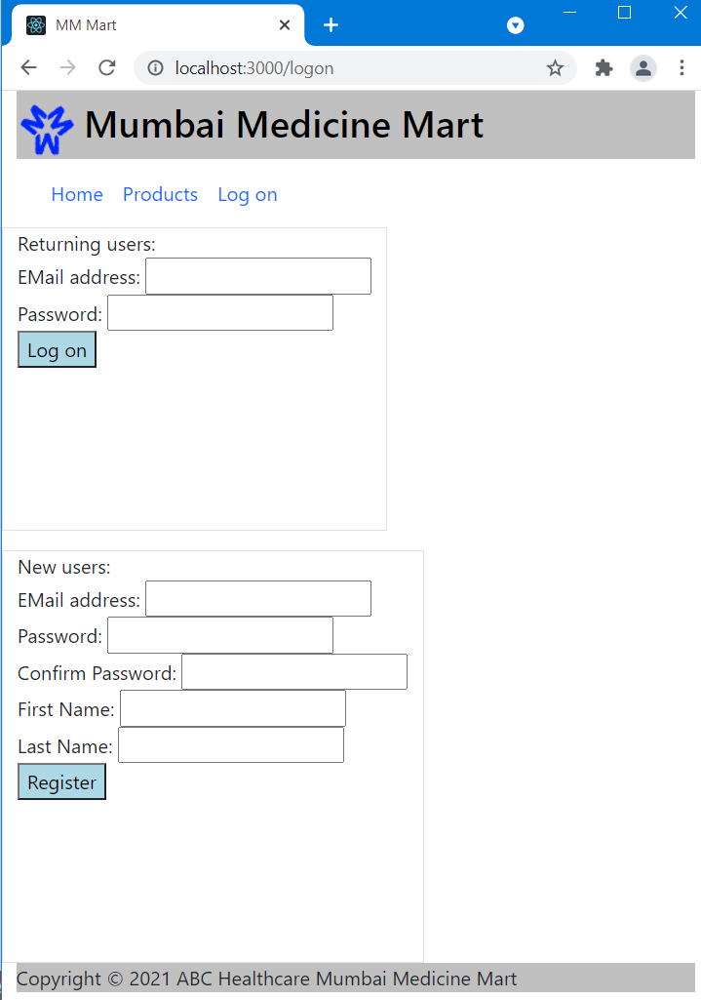 MM Mart
localhost:3000/logon
Mumbai Medicine Mart
Home Products Log on
Returning users:
EMail address:
Password:
Log on
New users:
EMail address:
Password:
Confirm Password:
First Name:
Last Name:
Register
Copyright © 2021 ABC Healthcare Mumbai Medicine Mart